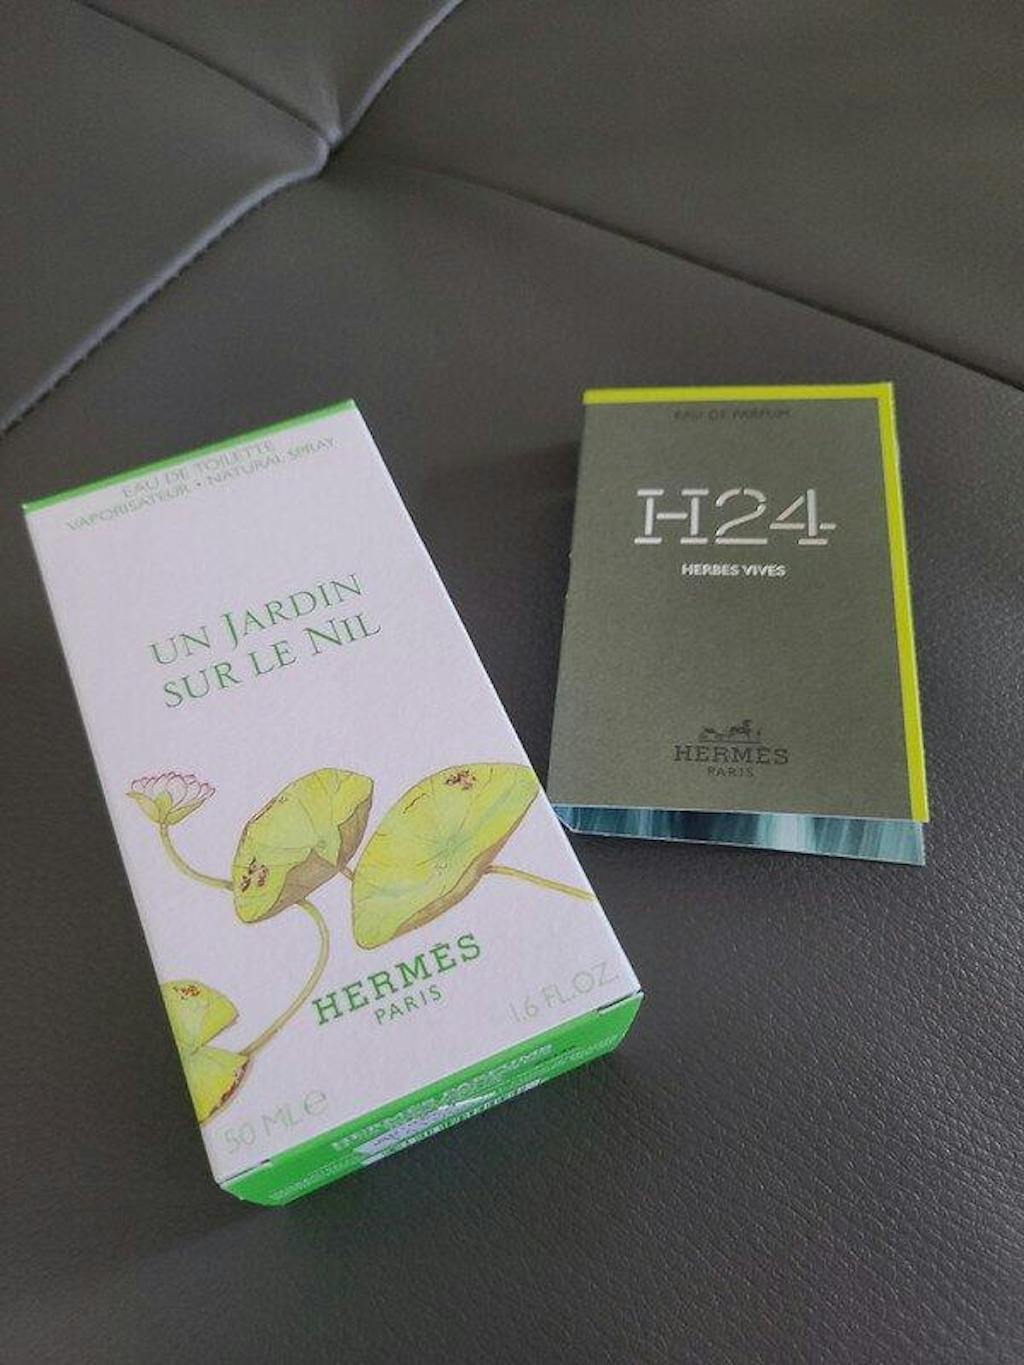 EAU DE TOILETTE
VAPORISATEUR • NATURAL SPRAY
UN JARDIN
SUR LE NIL
HERMÈS
PARIS
50 ML e
1.6 FL.OZ.
EAU DE PARFUM
H24
HERBES VIVES
HERMÈS
PARIS